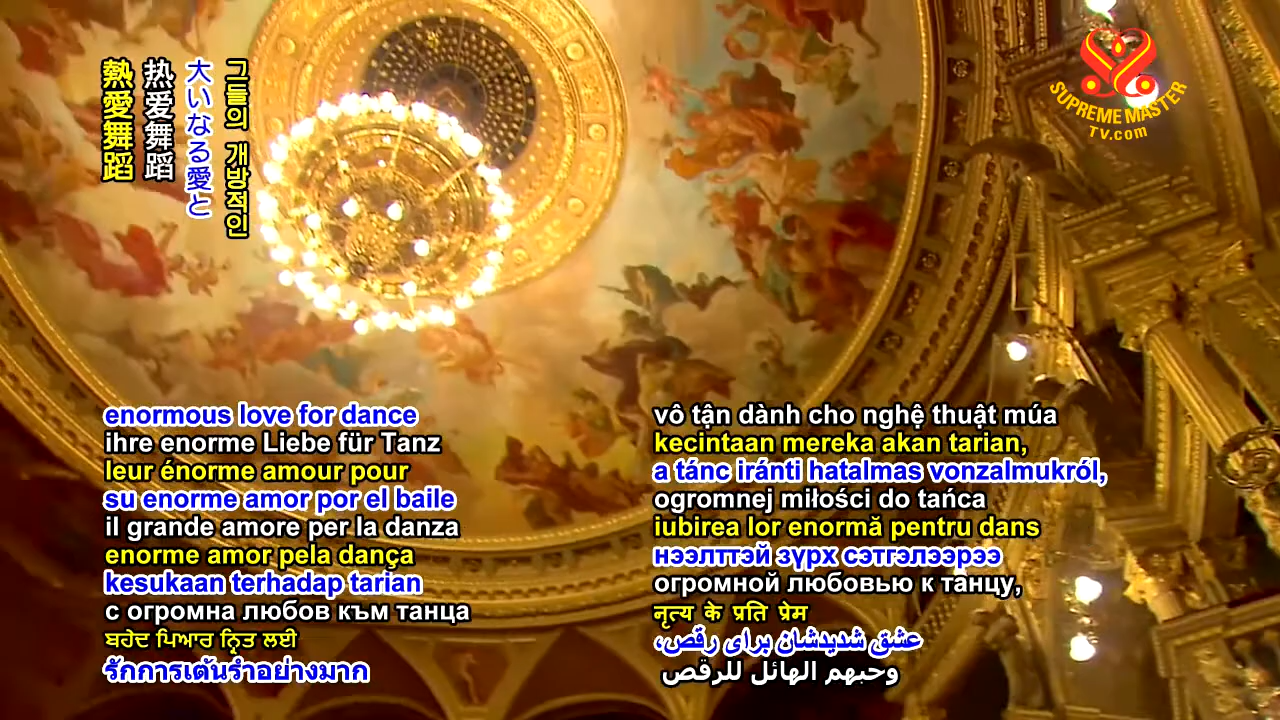 熱愛舞蹈
热爱舞蹈
大いなる愛と
그들의 개방적인
SUPREME MASTER
TV.com
enormous love for dance
ihre enorme Liebe für Tanz
leur énorme amour pour
su enorme amor por el baile
il grande amore per la danza
enorme amor pela dança
kesukaan terhadap tarian
с огромна любов към танца
ਬਹੇਦ ਪਿਆਰ ਨ੍ਰਿਤ ਲਈ
รักการเต้นรำอย่างมาก
vô tận dành cho nghệ thuật múa
kecintaan mereka akan tarian,
a tánc iránti hatalmas vonzalmukról,
ogromnej miłości do tańca
iubirea lor enormă pentru dans
нээлттэй зүрх сэтгэлээрээ
огромной любовью к танцу,
नृत्य के प्रति प्रेम
عشق شدیدشان برای رقص،
وحبهم الهائل للرقص